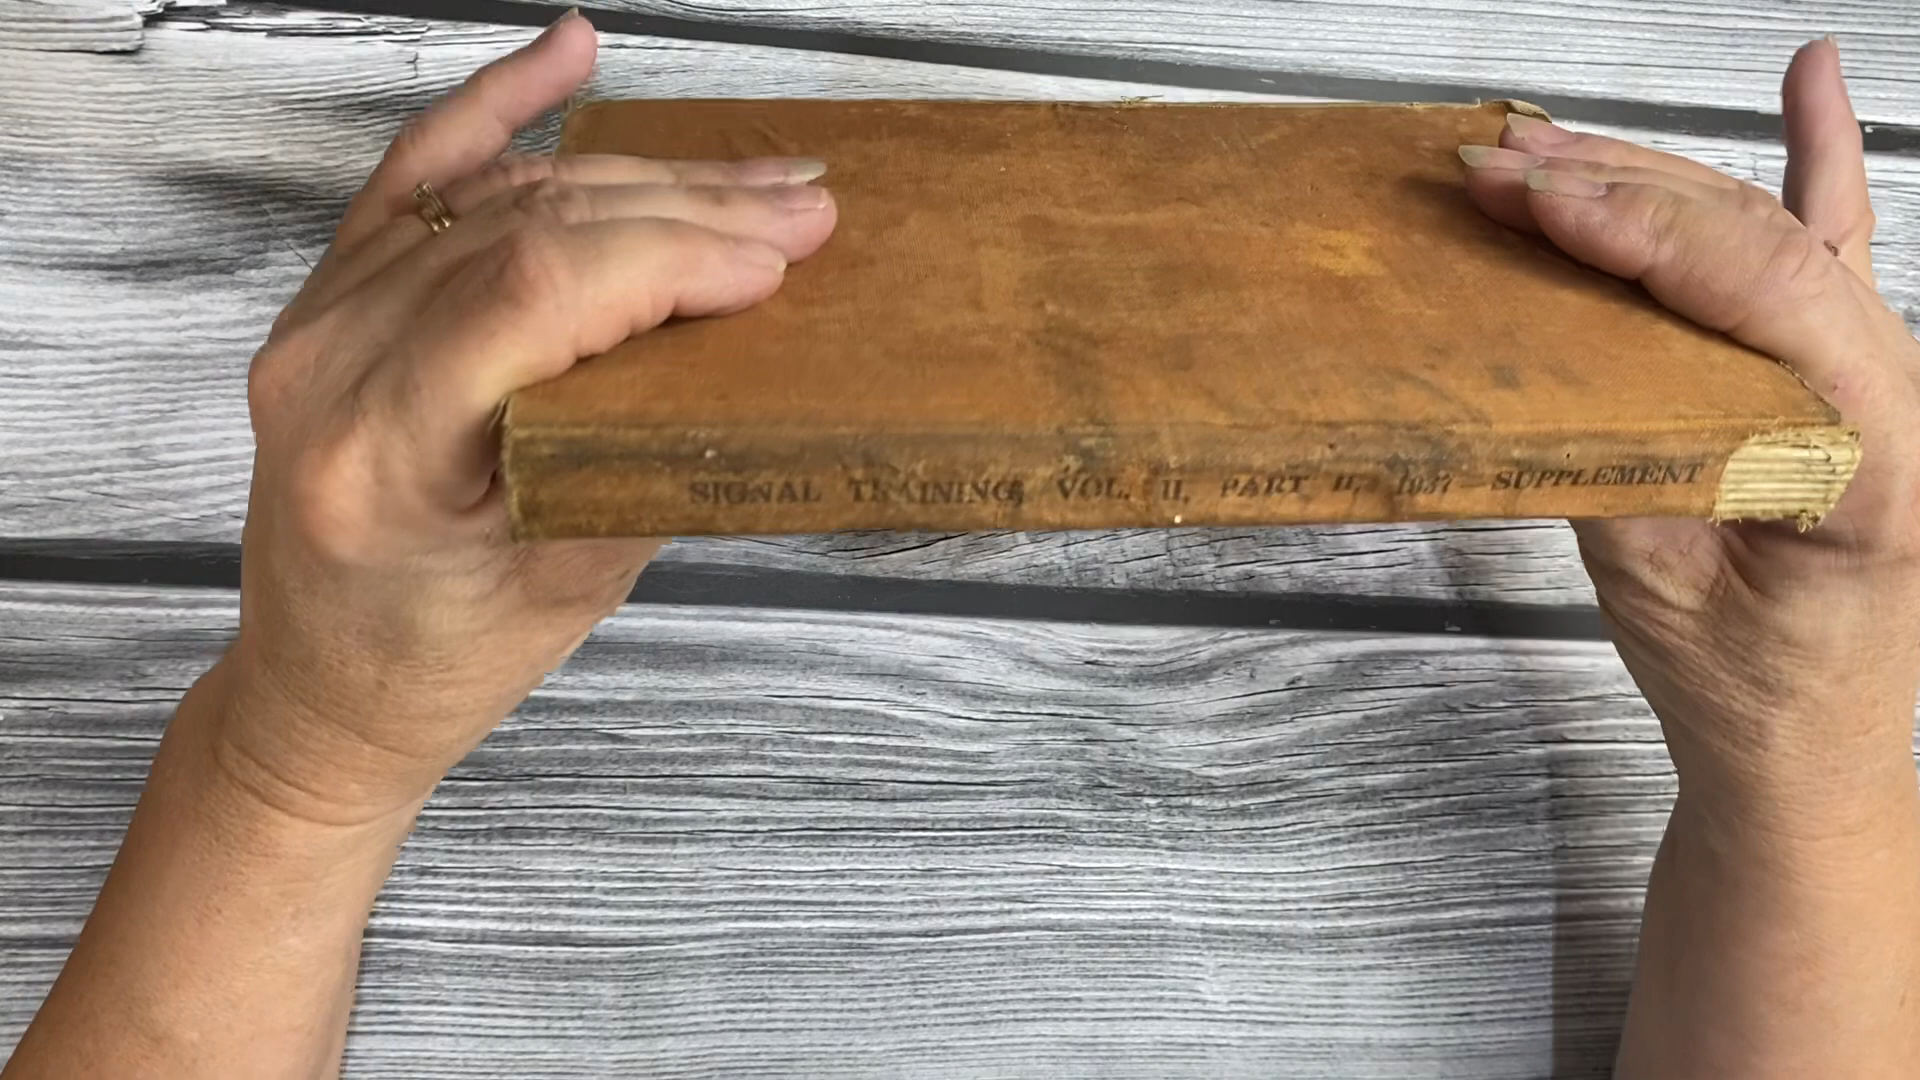 SIGNAL TRAINING, VOL. II, PART II, 1937 — SUPPLEMENT